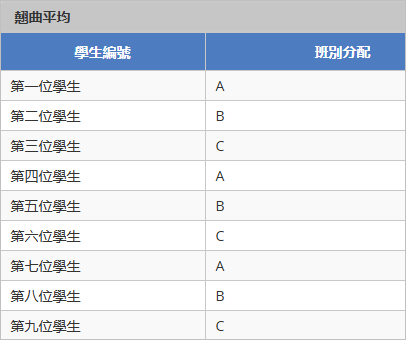 翹曲平均
學生編號 班別分配
第一位學生 A
第二位學生 B
第三位學生 C
第四位學生 A
第五位學生 B
第六位學生 C
第七位學生 A
第八位學生 B
第九位學生 C